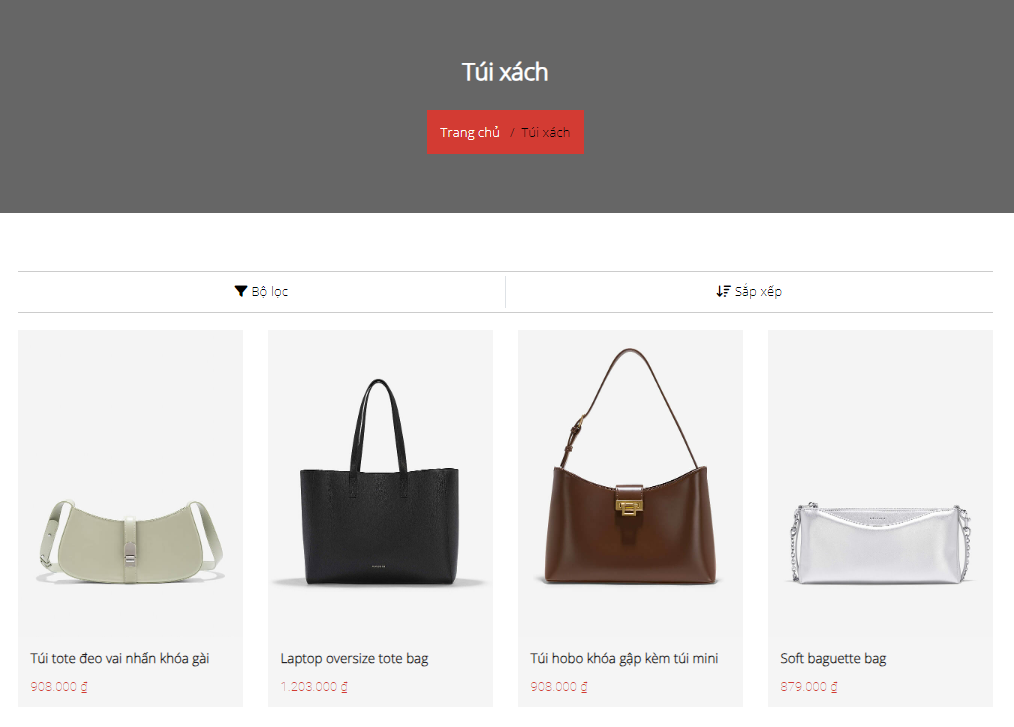 Túi xách
Trang chủ / Túi xách
Bộ lọc
Sắp xếp
Túi tote đeo vai nhấn khóa gài
908.000 ₫
Laptop oversize tote bag
1.203.000 ₫
Túi hobo khóa gập kèm túi mini
908.000 ₫
Soft baguette bag
879.000 ₫